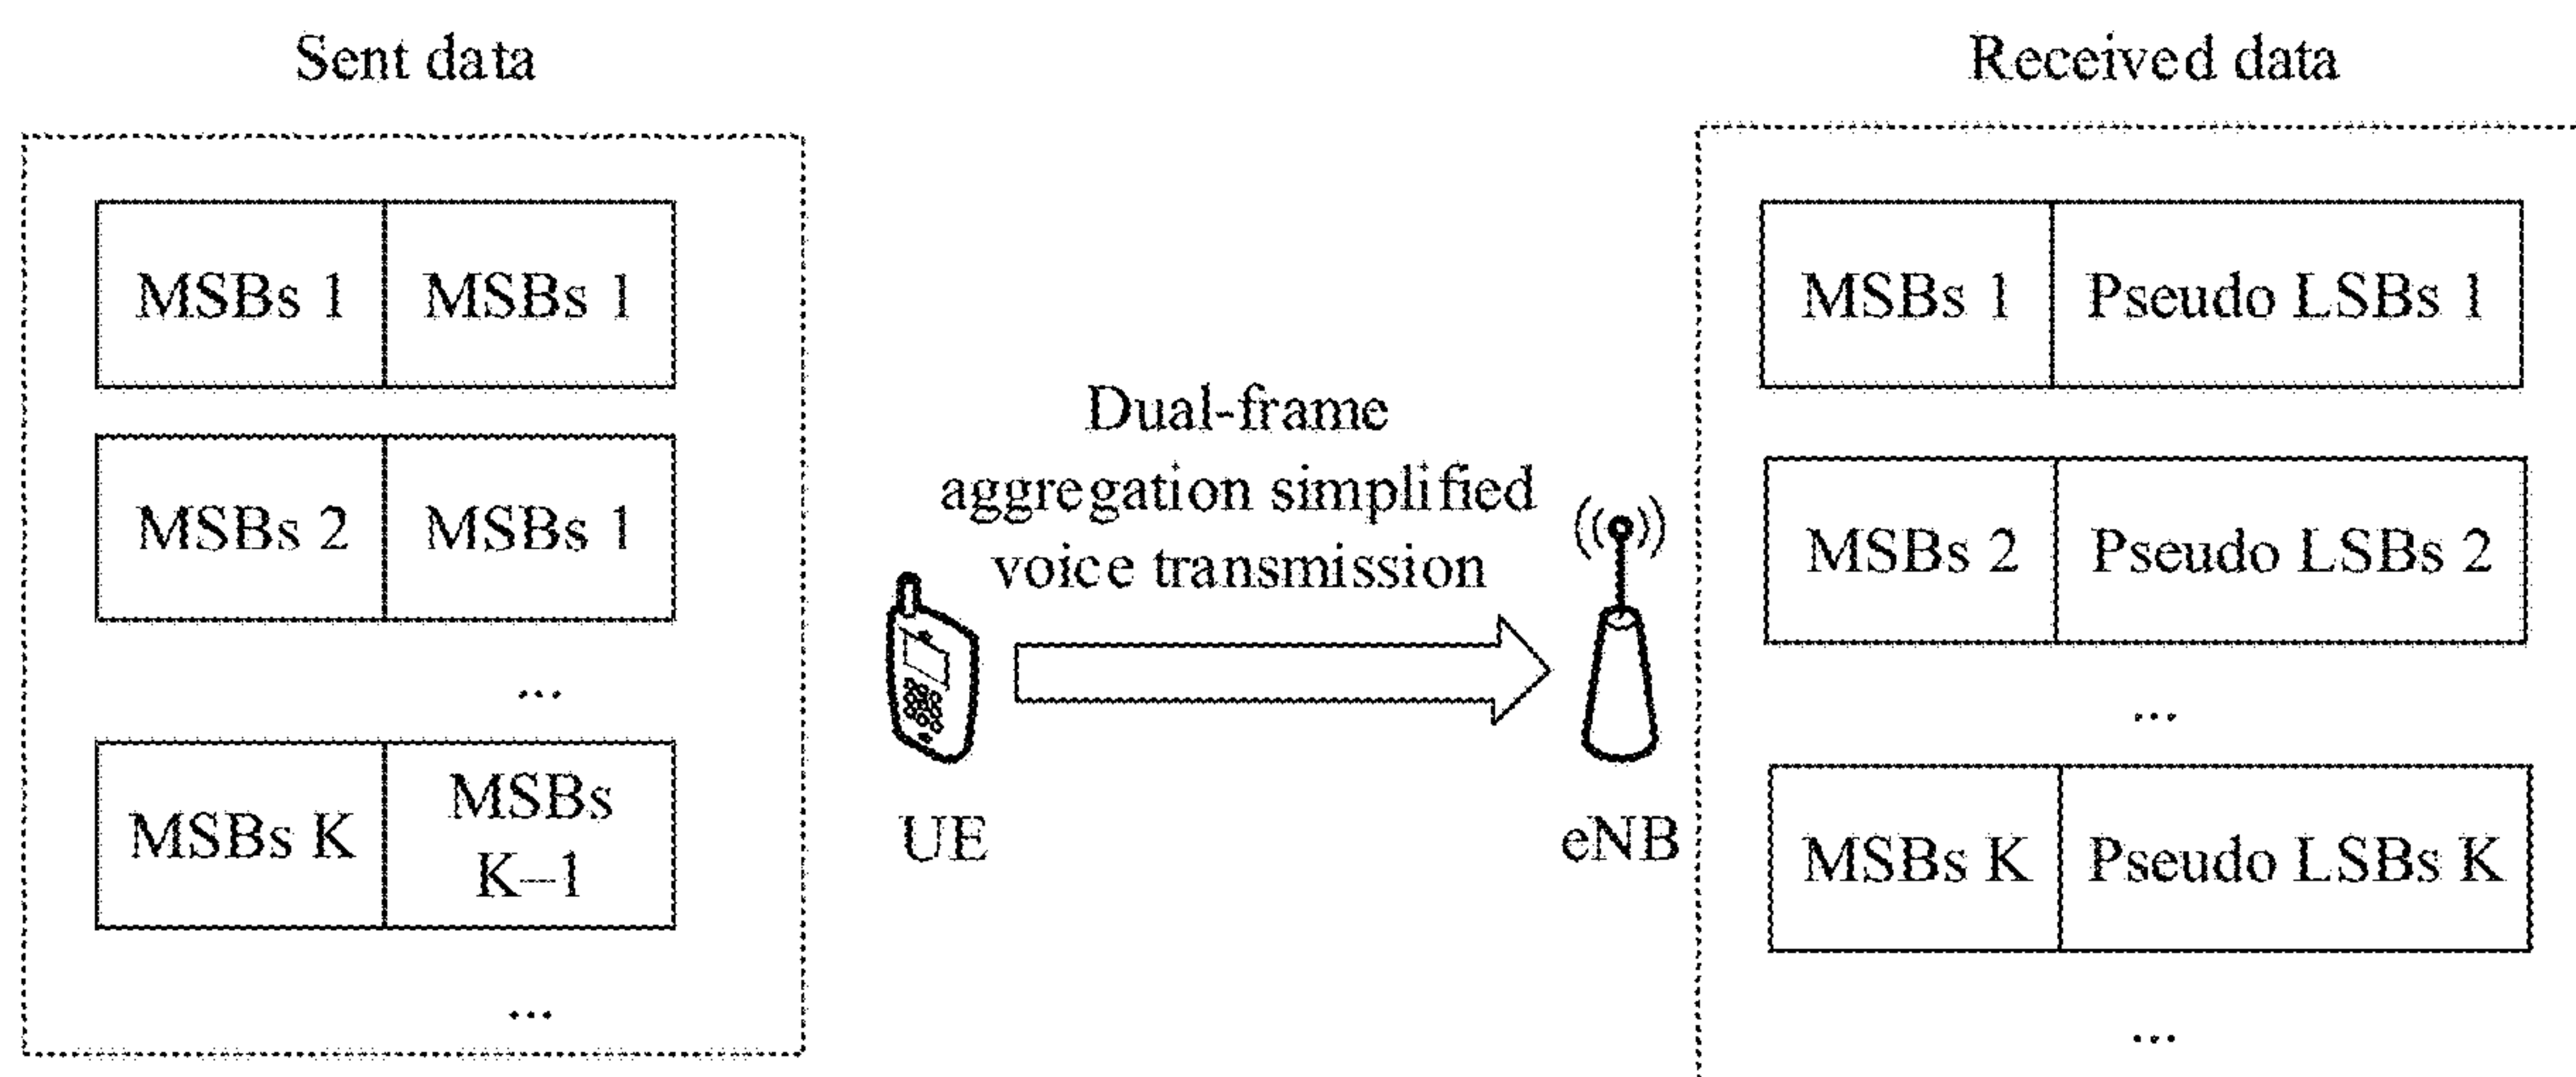 Sent data
MSBs 1 MSBs 1
MSBs 2 MSBs 1
...
MSBs K MSBs
K–1
...
Dual-frame
aggregation simplified
voice transmission
UE
eNB
Received data
MSBs 1 Pseudo LSBs 1
MSBs 2 Pseudo LSBs 2
...
MSBs K Pseudo LSBs K
...